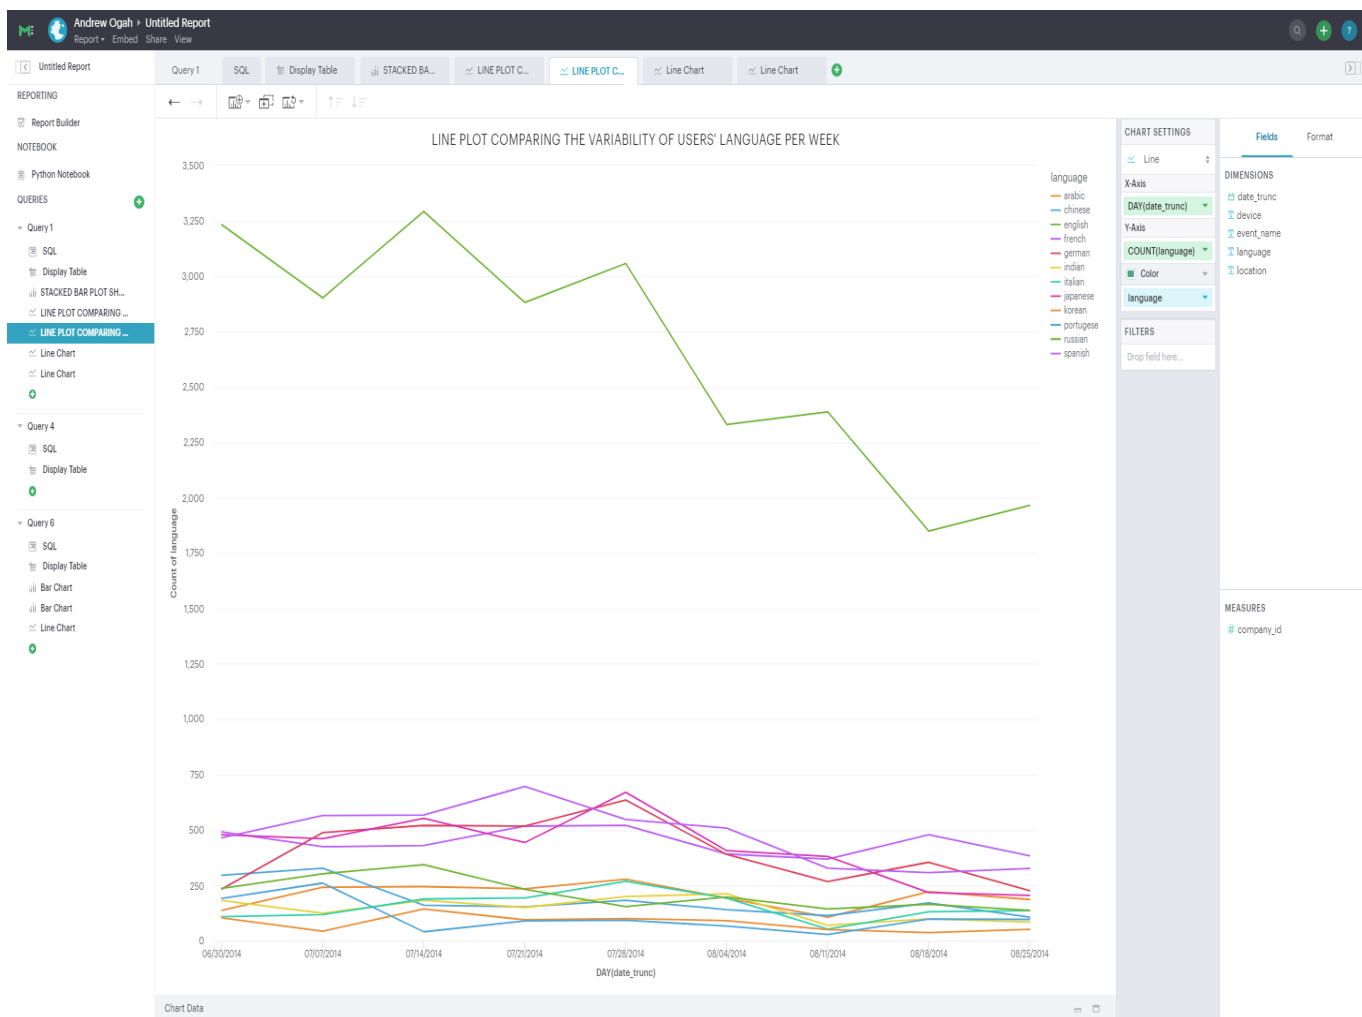 Andrew Ogah › Untitled Report
Report Embed Share View
?
Untitled Report
REPORTING
Report Builder
NOTEBOOK
Python Notebook
QUERIES
Query 1
SQL
Display Table
STACKED BAR PLOT SH...
LINE PLOT COMPARING ...
LINE PLOT COMPARING ...
Line Chart
Line Chart
Query 4
SQL
Display Table
Query 6
SQL
Display Table
Bar Chart
Bar Chart
Line Chart
Query 1 SQL Display Table STACKED BA... LINE PLOT C... LINE PLOT C... Line Chart Line Chart
LINE PLOT COMPARING THE VARIABILITY OF USERS' LANGUAGE PER WEEK
3,500
3,250
3,000
2,750
2,500
2,250
2,000
1,750
1,500
1,250
1,000
750
500
250
0
Count of language
06/30/2014 07/07/2014 07/14/2014 07/21/2014 07/28/2014 08/04/2014 08/11/2014 08/18/2014 08/25/2014
DAY(date_trunc)
language
arabic
chinese
english
french
german
indian
italian
japanese
korean
portugese
russian
spanish
Chart Data
CHART SETTINGS
Line
X-Axis
DAY(date_trunc)
Y-Axis
COUNT(language)
Color
language
FILTERS
Drop field here...
Fields Format
DIMENSIONS
date_trunc
device
event_name
language
location
MEASURES
# company_id